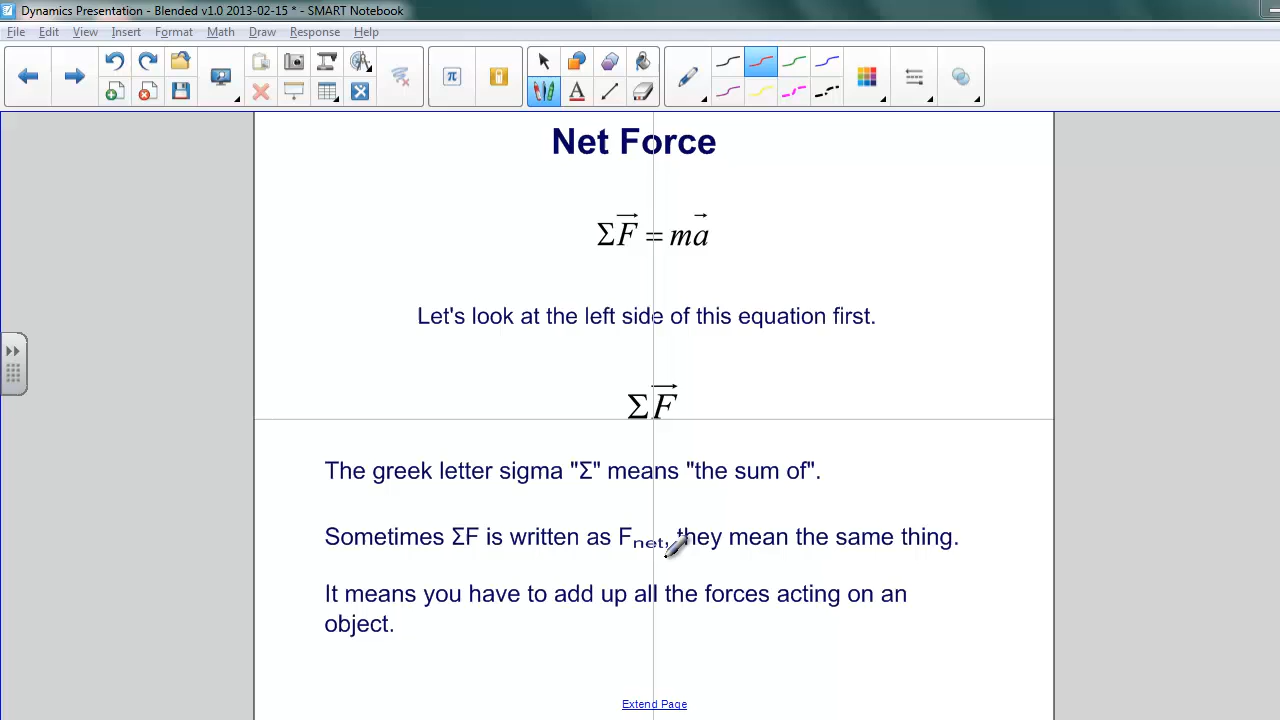 Dynamics Presentation - Blended v1.0 2013-02-15 * - SMART Notebook
File Edit View Insert Format Math Draw Response Help
Net Force
ΣF⃗ = ma⃗
Let's look at the left side of this equation first.
ΣF⃗
The greek letter sigma "Σ" means "the sum of".
Sometimes ΣF is written as Fnet, they mean the same thing.
It means you have to add up all the forces acting on an
object.
Extend Page